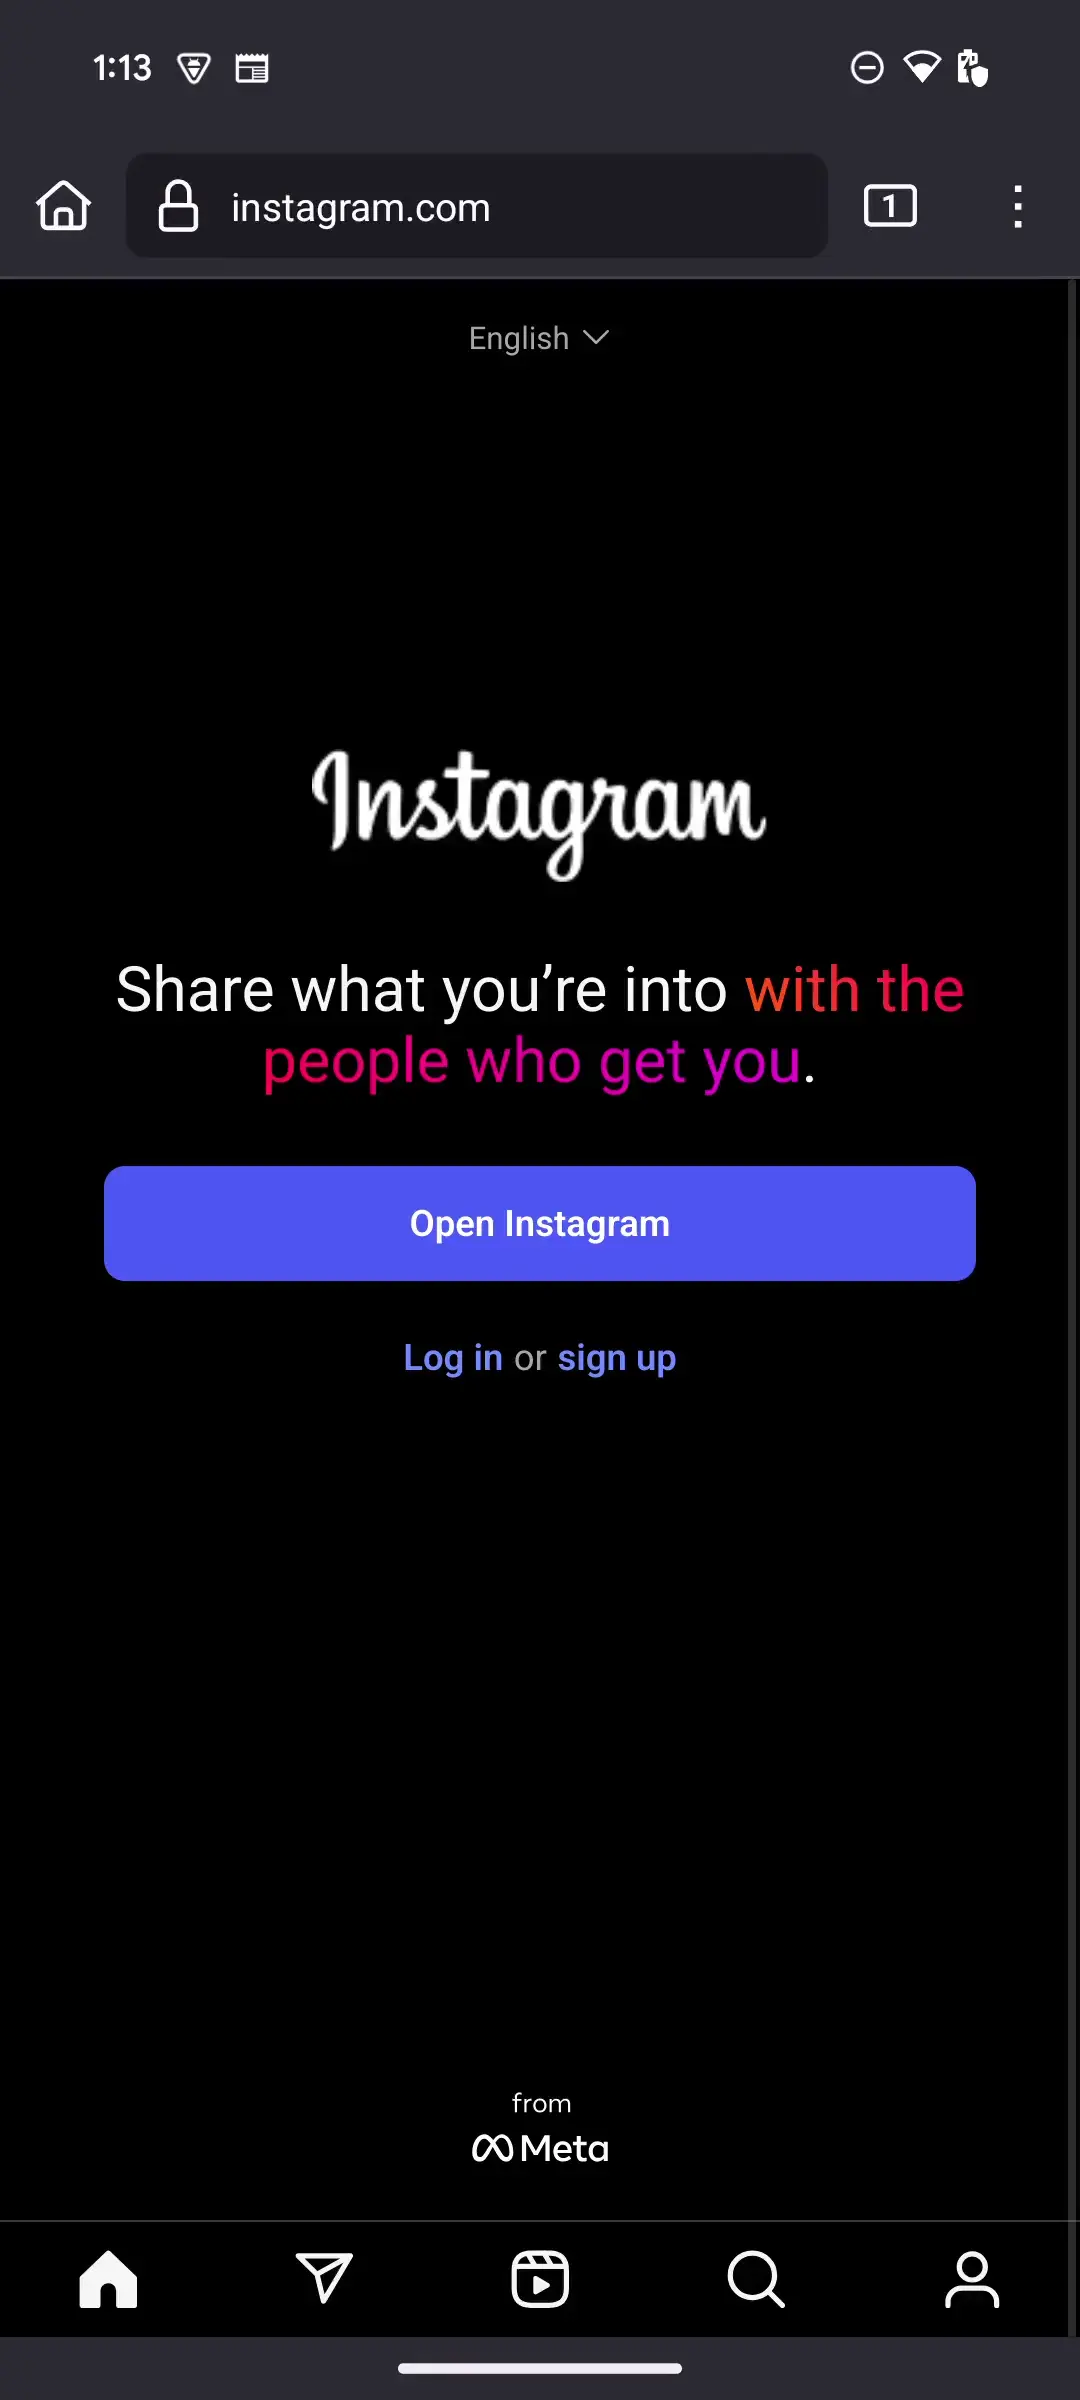 1:13
instagram.com
1
English
Instagram
Share what you’re into with the
people who get you.
Open Instagram
Log in or sign up
from
Meta